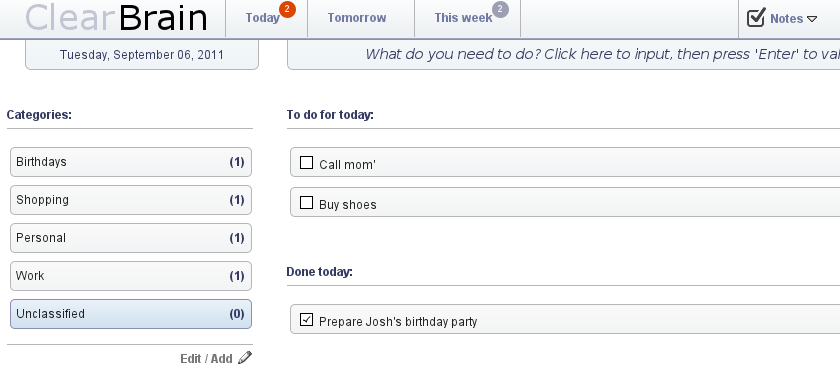 ClearBrain
Today 2
Tomorrow
This week 2
Notes
Tuesday, September 06, 2011
What do you need to do? Click here to input, then press 'Enter' to val
Categories:
Birthdays (1)
Shopping (1)
Personal (1)
Work (1)
Unclassified (0)
Edit / Add
To do for today:
Call mom'
Buy shoes
Done today:
Prepare Josh's birthday party